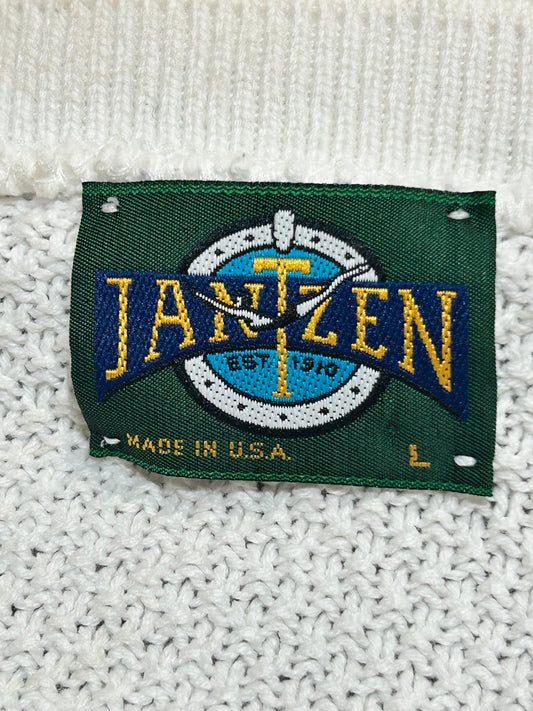 JANTZEN
EST. 1910
MADE IN U.S.A.
L